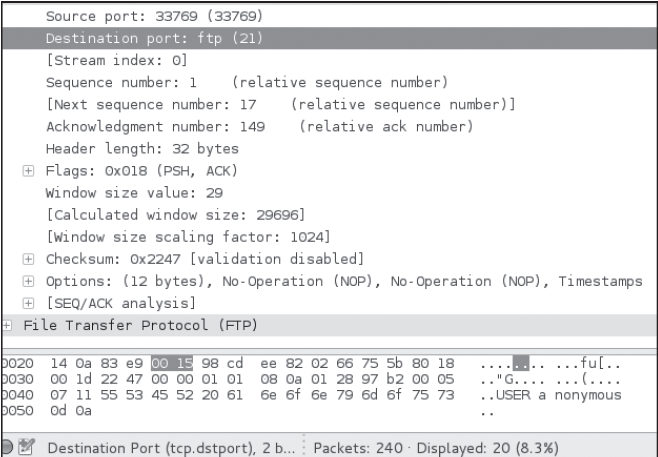 Source port: 33769 (33769)
Destination port: ftp (21)
[Stream index: 0]
Sequence number: 1    (relative sequence number)
[Next sequence number: 17    (relative sequence number)]
Acknowledgment number: 149    (relative ack number)
Header length: 32 bytes
Flags: 0x018 (PSH, ACK)
Window size value: 29
[Calculated window size: 29696]
[Window size scaling factor: 1024]
Checksum: 0x2247 [validation disabled]
Options: (12 bytes), No-Operation (NOP), No-Operation (NOP), Timestamps
[SEQ/ACK analysis]
File Transfer Protocol (FTP)
0020  14 0a 83 e9 00 15 98 cd  ee 82 02 66 75 5b 80 18  ........ ...fu[..
0030  00 1d 22 47 00 00 01 01  08 0a 01 28 97 b2 00 05  .."G.... ...(....
0040  07 11 55 53 45 52 20 61  6e 6f 6e 79 6d 6f 75 73  ..USER a nonymous
0050  0d 0a  ..
Destination Port (tcp.dstport), 2 b... Packets: 240 · Displayed: 20 (8.3%)